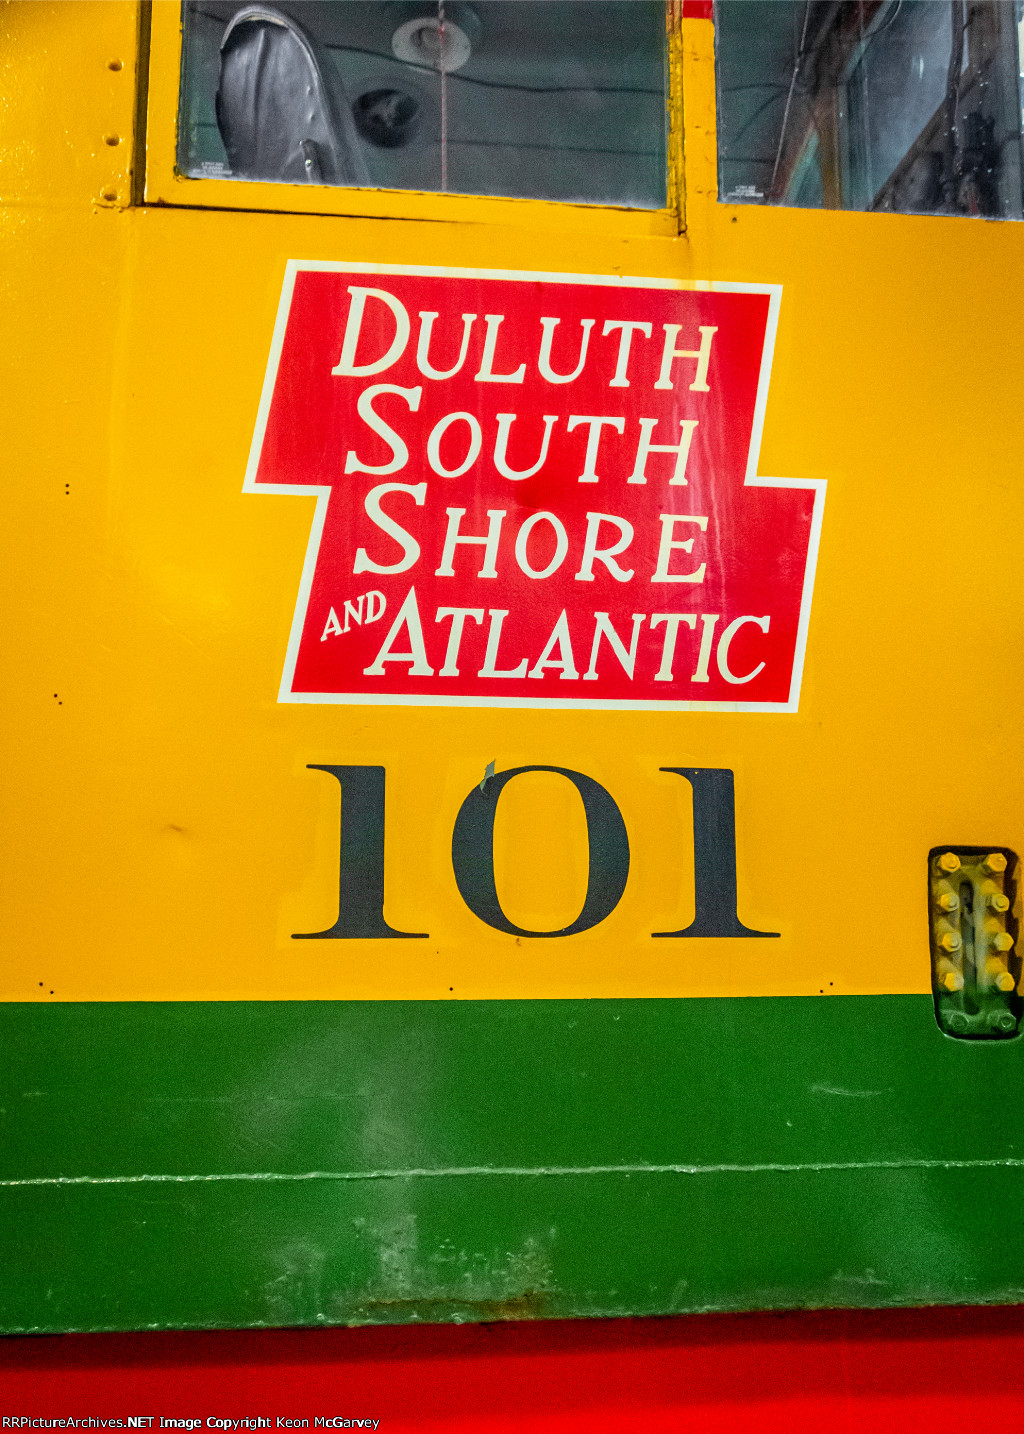 DULUTH
SOUTH
SHORE
AND ATLANTIC
101
RRPictureArchives.NET Image Copyright Keon McGarvey